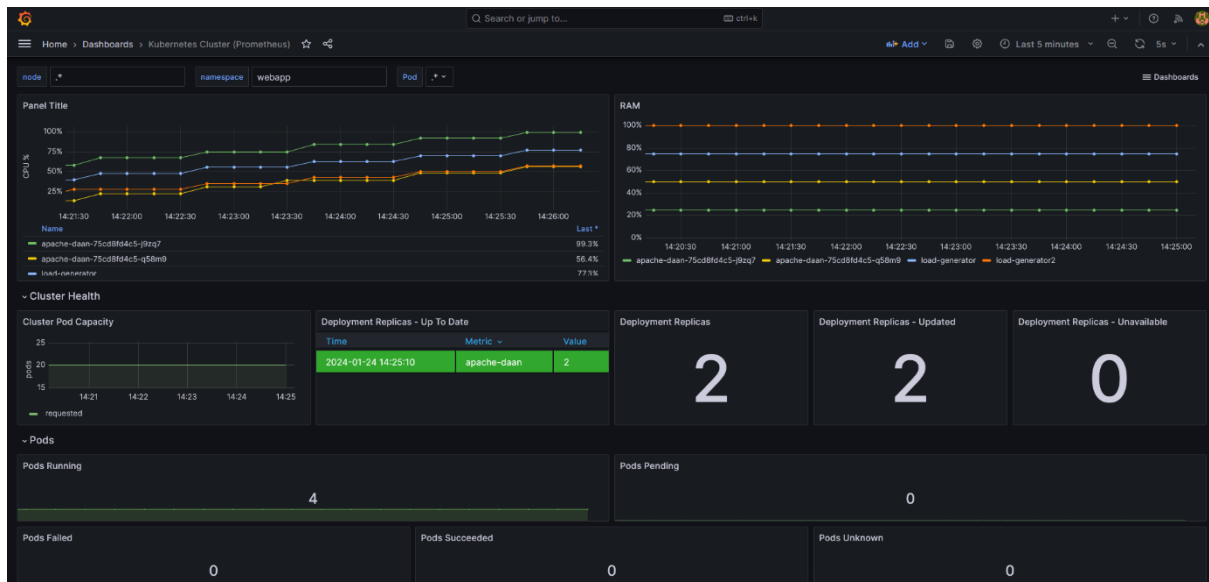 Search or jump to...
ctrl+k
Home > Dashboards > Kubernetes Cluster (Prometheus)
Add
Last 5 minutes
5s
node .*
namespace webapp
Pod .*
Dashboards
Panel Title
CPU %
100%
75%
50%
25%
14:21:30 14:22:00 14:22:30 14:23:00 14:23:30 14:24:00 14:24:30 14:25:00 14:25:30 14:26:00
Name Last *
apache-daan-75cd8fd4c5-j9zq7 99.3%
apache-daan-75cd8fd4c5-q58m9 56.4%
load-generator 77.3%
RAM
100%
80%
60%
40%
20%
0%
14:20:30 14:21:00 14:21:30 14:22:00 14:22:30 14:23:00 14:23:30 14:24:00 14:24:30 14:25:00
apache-daan-75cd8fd4c5-j9zq7 apache-daan-75cd8fd4c5-q58m9 load-generator load-generator2
Cluster Health
Cluster Pod Capacity
pods
25
20
15
14:21 14:22 14:23 14:24 14:25
requested
Deployment Replicas - Up To Date
Time Metric Value
2024-01-24 14:25:10 apache-daan 2
Deployment Replicas
2
Deployment Replicas - Updated
2
Deployment Replicas - Unavailable
0
Pods
Pods Running
4
Pods Pending
0
Pods Failed
0
Pods Succeeded
0
Pods Unknown
0